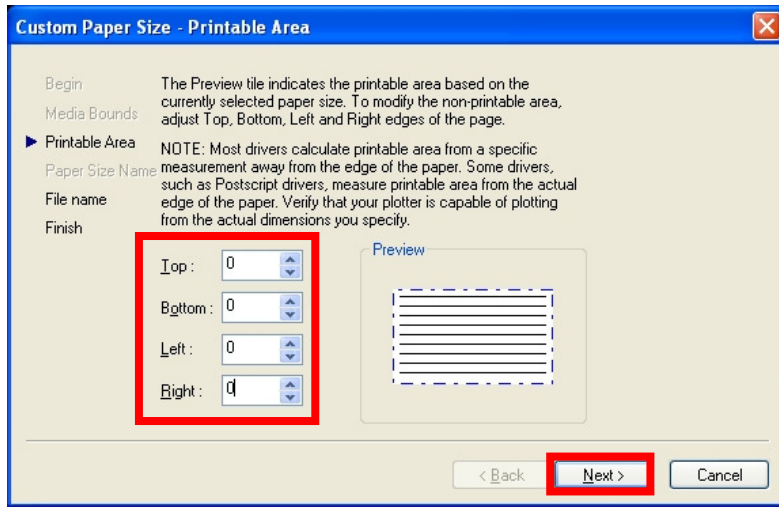 Custom Paper Size - Printable Area
Begin
Media Bounds
Printable Area
Paper Size Name
File name
Finish
The Preview tile indicates the printable area based on the
currently selected paper size. To modify the non-printable area,
adjust Top, Bottom, Left and Right edges of the page.
NOTE: Most drivers calculate printable area from a specific
measurement away from the edge of the paper. Some drivers,
such as Postscript drivers, measure printable area from the actual
edge of the paper. Verify that your plotter is capable of plotting
from the actual dimensions you specify.
Top : 0
Bottom : 0
Left : 0
Right : 0
Preview
< Back
Next >
Cancel